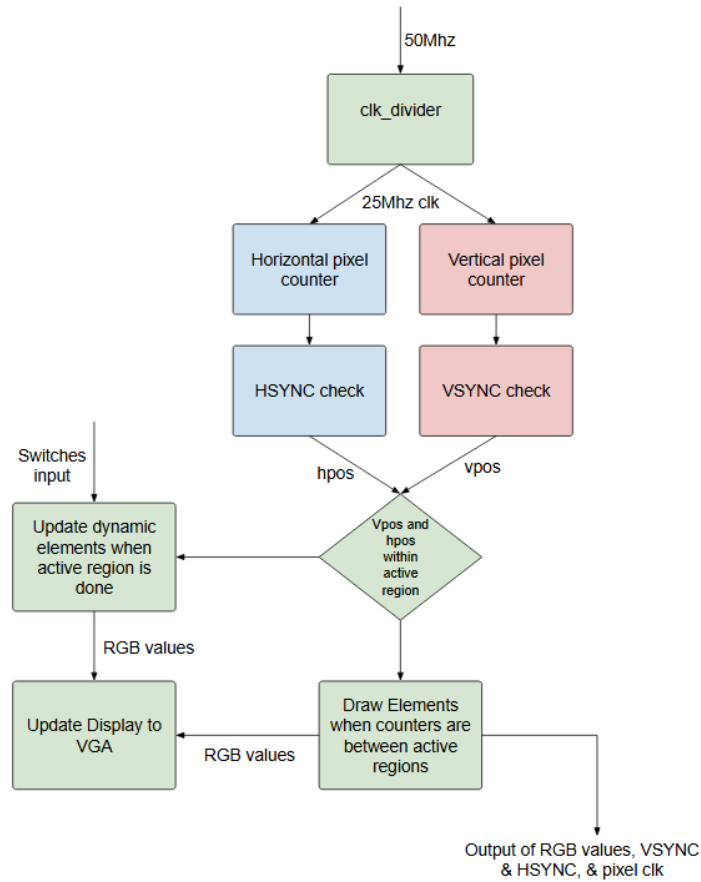 50Mhz
clk_divider
25Mhz clk
Horizontal pixel
counter
Vertical pixel
counter
HSYNC check
VSYNC check
hpos
vpos
Switches
input
Update dynamic
elements when
active region is
done
Vpos and
hpos
within
active
region
RGB values
Update Display to
VGA
RGB values
Draw Elements
when counters are
between active
regions
Output of RGB values, VSYNC
& HSYNC, & pixel clk